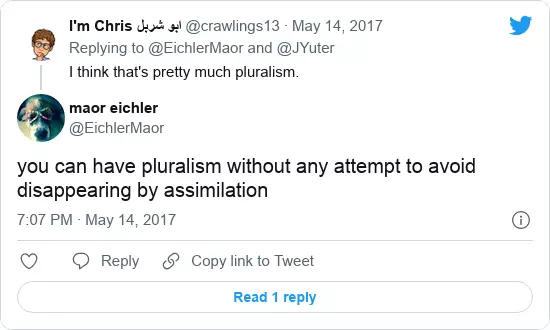 I'm Chris ابو شربل @crawlings13 · May 14, 2017
Replying to @EichlerMaor and @JYuter
I think that's pretty much pluralism.
maor eichler
@EichlerMaor
you can have pluralism without any attempt to avoid
disappearing by assimilation
7:07 PM · May 14, 2017
Reply
Copy link to Tweet
Read 1 reply